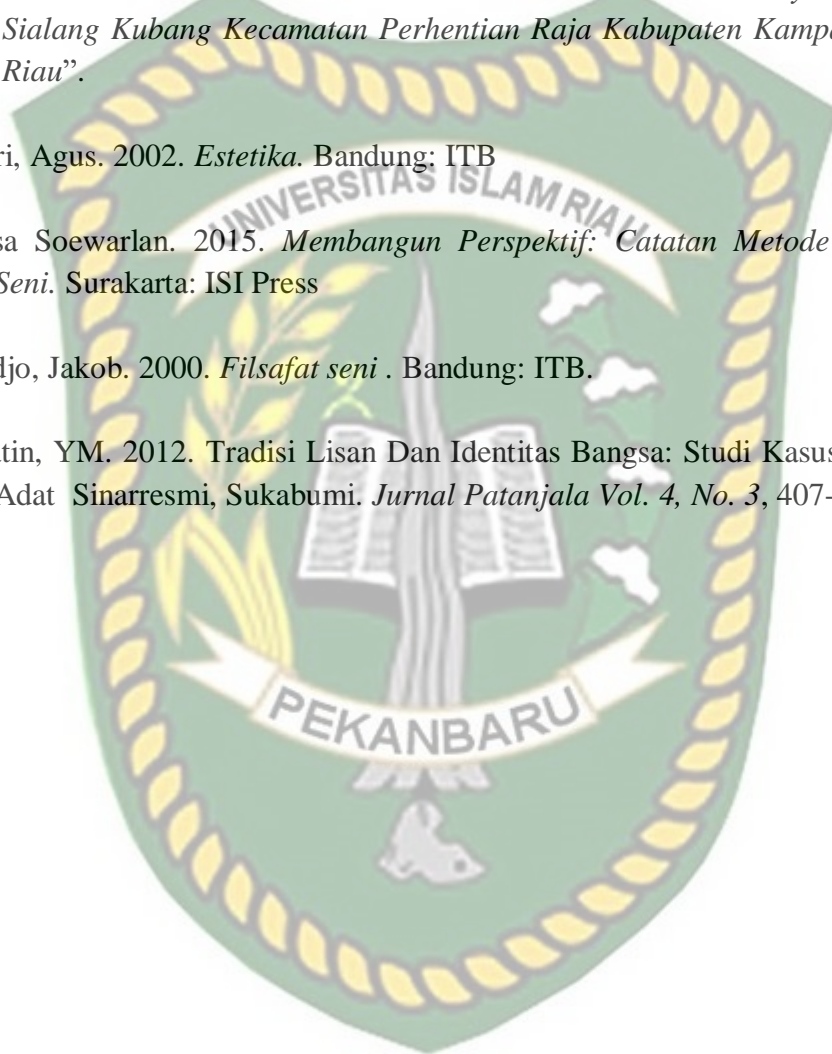 Sialang Kubang Kecamatan Perhentian Raja Kabupaten Kampa
Riau”.
ri, Agus. 2002. Estetika. Bandung: ITB
UNIVERSITAS ISLAM RIAU
sa Soewarlan. 2015. Membangun Perspektif: Catatan Metode
Seni. Surakarta: ISI Press
djo, Jakob. 2000. Filsafat seni . Bandung: ITB.
atin, YM. 2012. Tradisi Lisan Dan Identitas Bangsa: Studi Kasus
Adat Sinarresmi, Sukabumi. Jurnal Patanjala Vol. 4, No. 3, 407-
PEKANBARU